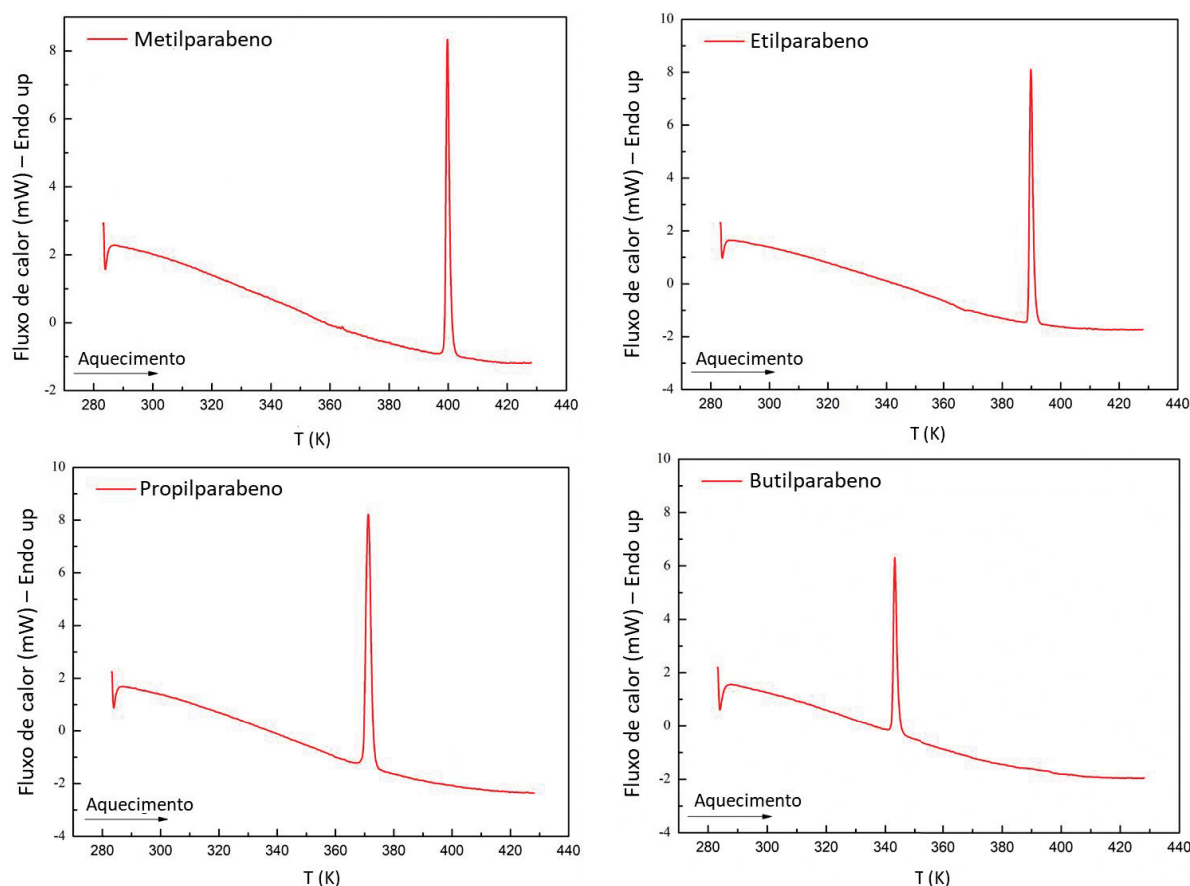 Metilparabeno
Fluxo de calor (mW) – Endo up
8
6
4
2
0
-2
Aquecimento
280 300 320 340 360 380 400 420 440
T (K)
Etilparabeno
Fluxo de calor (mW) – Endo up
10
8
6
4
2
0
-2
-4
Aquecimento
280 300 320 340 360 380 400 420 440
T (K)
Propilparabeno
Fluxo de calor (mW) – Endo up
10
8
6
4
2
0
-2
-4
Aquecimento
280 300 320 340 360 380 400 420 440
T (K)
Butilparabeno
Fluxo de calor (mW) – Endo up
10
8
6
4
2
0
-2
-4
Aquecimento
280 300 320 340 360 380 400 420 440
T (K)